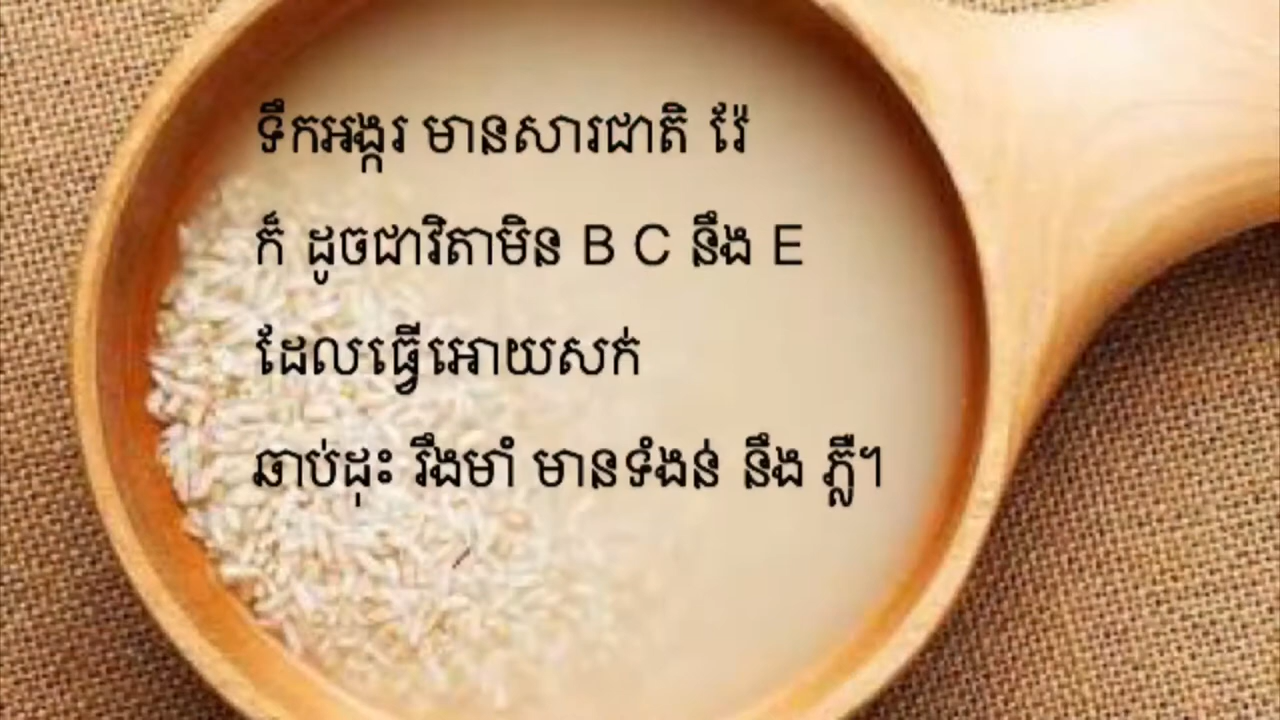 ទឹកអង្ករ មានសារជាតិ រ៉ែ
ក៏ ដូចជាវិតាមិន B C នឹង E
ដែលធ្វើអោយសក់
ឆាប់ដុះ រឹងមាំ មានទំងន់ នឹង ភ្លឺ។